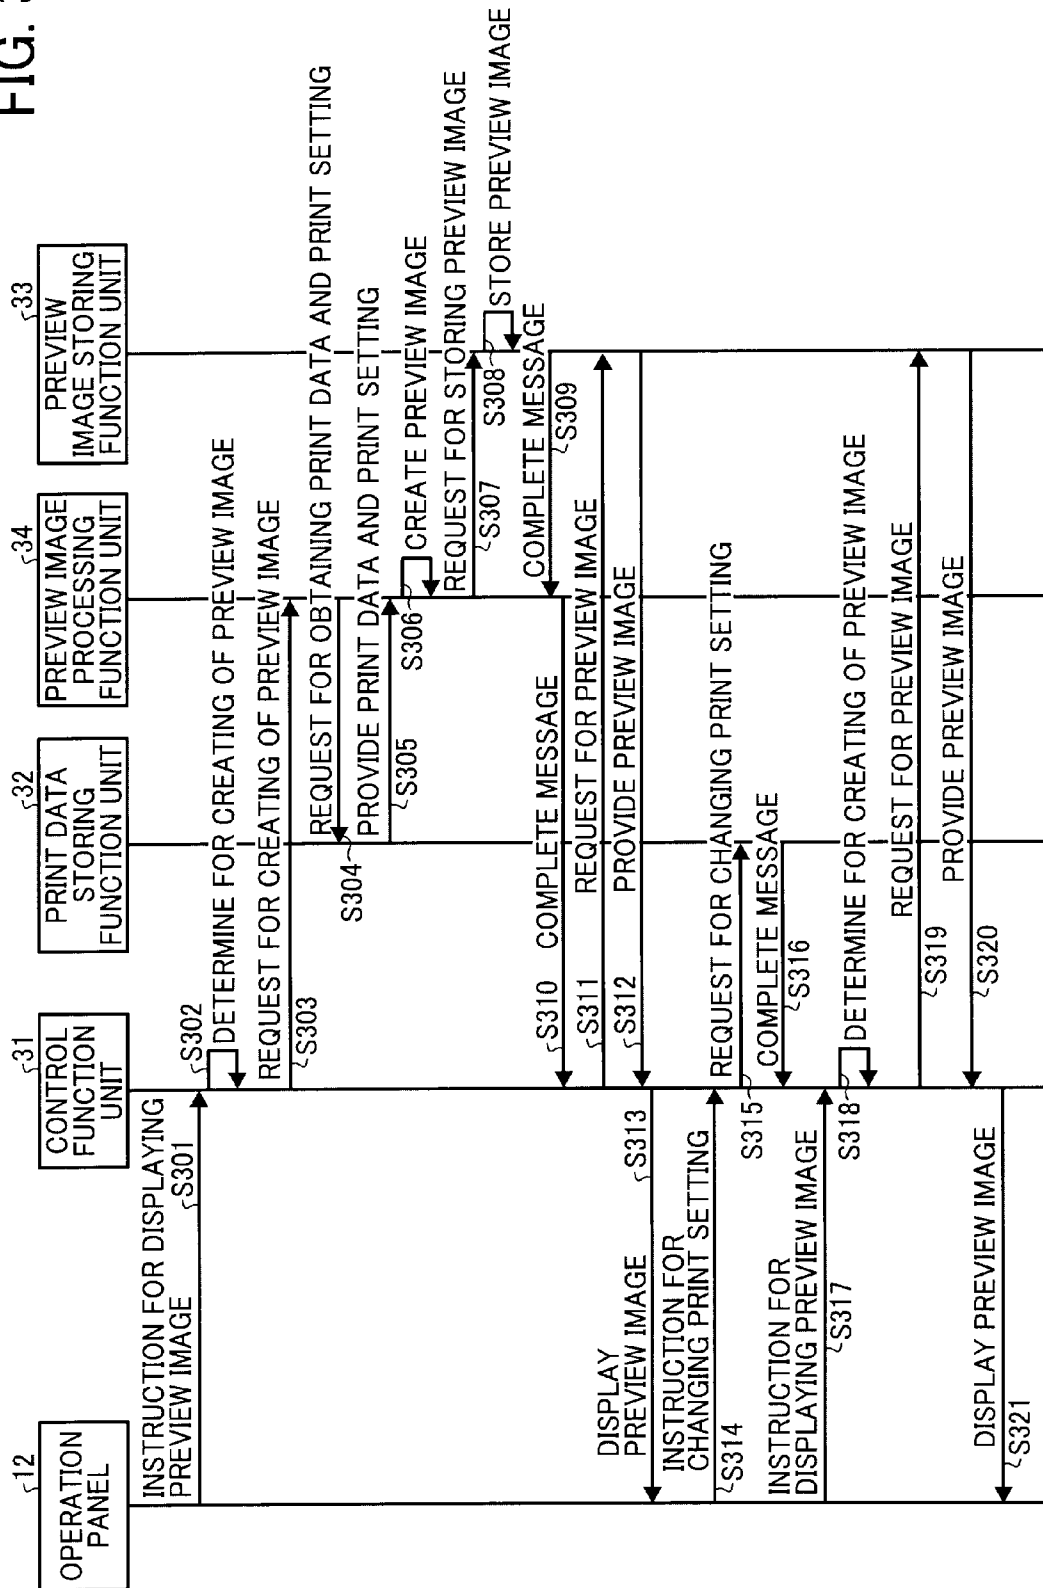 FIG.
12
OPERATION
PANEL
31
CONTROL
FUNCTION
UNIT
32
PRINT DATA
STORING
FUNCTION UNIT
34
PREVIEW IMAGE
PROCESSING
FUNCTION UNIT
33
PREVIEW
IMAGE STORING
FUNCTION UNIT
INSTRUCTION FOR DISPLAYING
PREVIEW IMAGE
S301
S302
DETERMINE FOR CREATING OF PREVIEW IMAGE
REQUEST FOR CREATING OF PREVIEW IMAGE
S303
REQUEST FOR OBTAINING PRINT DATA AND PRINT SETTING
S304
PROVIDE PRINT DATA AND PRINT SETTING
S305
S306
CREATE PREVIEW IMAGE
REQUEST FOR STORING PREVIEW IMAGE
S307
S308
STORE PREVIEW IMAGE
COMPLETE MESSAGE
S309
S310
COMPLETE MESSAGE
S311
REQUEST FOR PREVIEW IMAGE
S312
PROVIDE PREVIEW IMAGE
DISPLAY
PREVIEW IMAGE
S313
INSTRUCTION FOR
CHANGING PRINT SETTING
S314
REQUEST FOR CHANGING PRINT SETTING
S315
COMPLETE MESSAGE
S316
INSTRUCTION FOR
DISPLAYING PREVIEW IMAGE
S317
S318
DETERMINE FOR CREATING OF PREVIEW IMAGE
REQUEST FOR PREVIEW IMAGE
S319
PROVIDE PREVIEW IMAGE
S320
DISPLAY PREVIEW IMAGE
S321